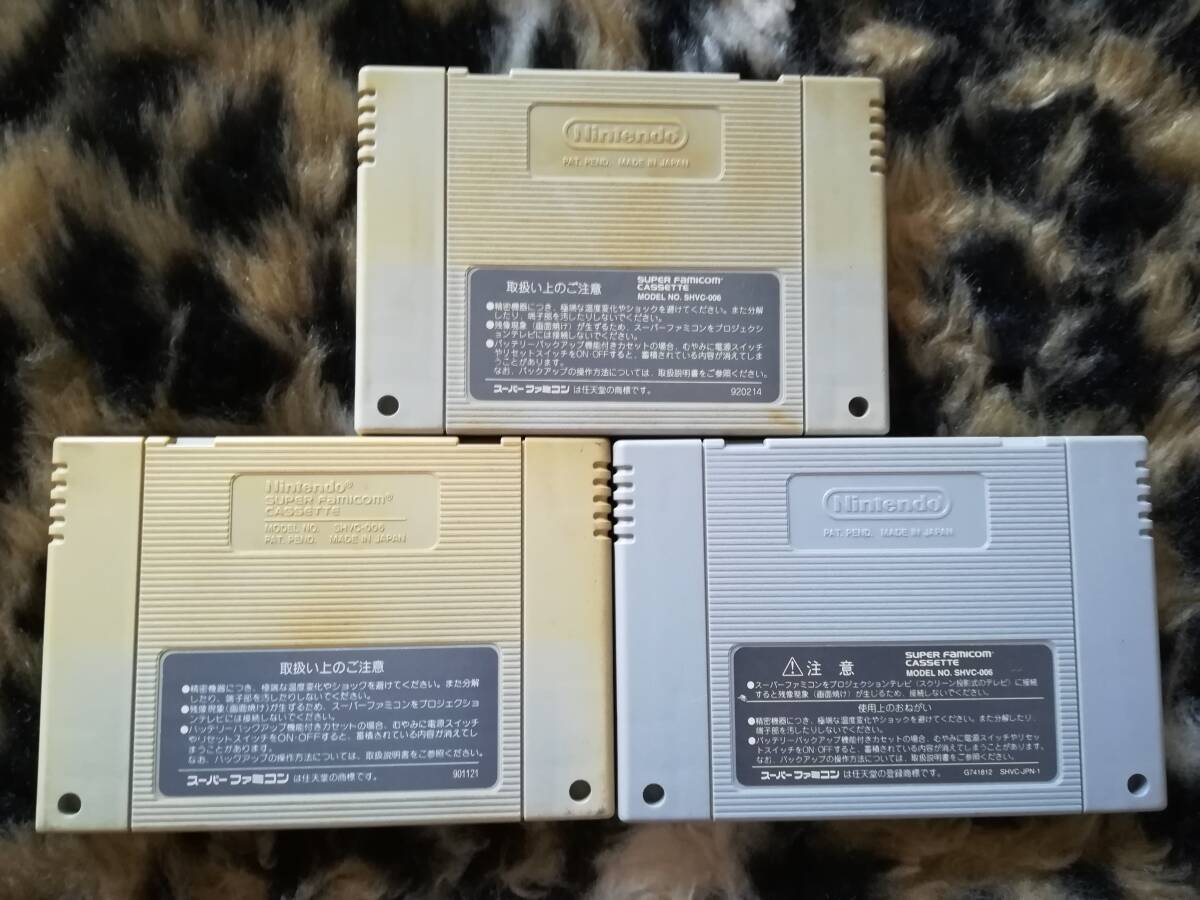 Nintendo
PAT. PEND. MADE IN JAPAN
取扱い上のご注意
SUPER FAMICOM
CASSETTE
MODEL NO. SHVC-006
●精密機器につき、極端な温度変化やショックを避けてください。また分解
したり、端子部を汚したりしないでください。
●残像現象(画面焼け)が生ずるため、スーパーファミコンをプロジェクシ
ョンテレビには接続しないでください。
●バッテリーバックアップ機能付きカセットの場合、むやみに電源スイッチ
やリセットスイッチをON・OFFすると、蓄積されている内容が消えてしま
うことがあります。
なお、バックアップの操作方法については、取扱説明書をご参照ください。
スーパーファミコンは任天堂の商標です。
920214
Nintendo®
SUPER FAMICOM®
CASSETTE
MODEL NO. SHVC-006
PAT. PEND. MADE IN JAPAN
取扱い上のご注意
●精密機器につき、極端な温度変化やショックを避けてください。また分解
したり、端子部を汚したりしないでください。
●残像現象(画面焼け)が生ずるため、スーパーファミコンをプロジェクショ
ンテレビには接続しないでください。
●バッテリーバックアップ機能付きカセットの場合、むやみに電源スイッチ
やリセットスイッチをON・OFFすると、蓄積されている内容が消えてし
まうことがあります。
なお、バックアップの操作方法については、取扱説明書をご参照ください。
スーパーファミコンは任天堂の商標です。
901121
Nintendo
PAT. PEND. MADE IN JAPAN
⚠注意
SUPER FAMICOM
CASSETTE
MODEL NO. SHVC-006
●スーパーファミコンをプロジェクションテレビ(スクリーン投影式のテレビ)に接続
すると残像現象(画面焼け)が生じるため、接続しないでください。
使用上のおねがい
●精密機器につき、極端な温度変化やショックを避けてください。また分解したり、
端子部を汚したりしないでください。
●バッテリーバックアップ機能付きカセットの場合、むやみに電源スイッチやリセッ
トスイッチをON・OFFすると、蓄積されている内容が消えてしまうことがあります。
なお、バックアップの操作方法については、取扱説明書をご参照ください。
スーパーファミコンは任天堂の登録商標です。
G741812 SHVC-JPN-1